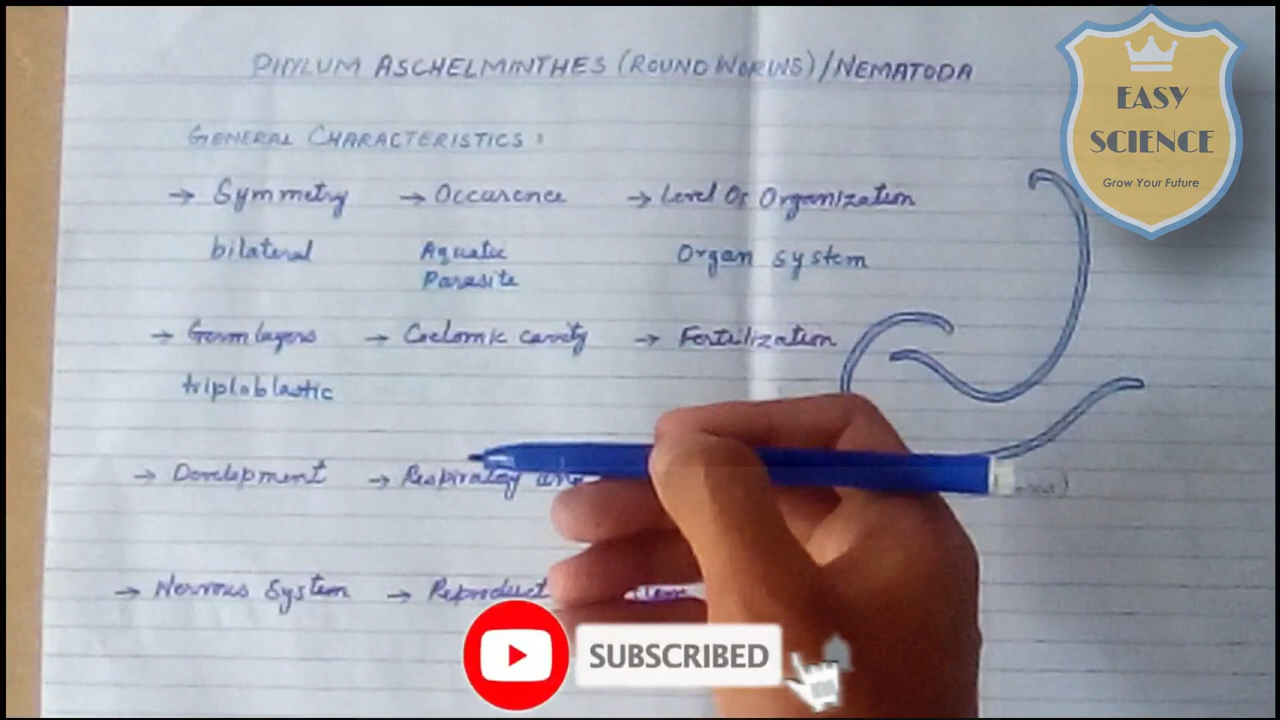 PHYLUM ASCHELMINTHES (ROUND WORMS)/NEMATODA
GENERAL CHARACTERISTICS:
→ Symmetry → Occurence → Level Of Organization
bilateral Aquatic Organ system
Parasite
→ Germ layers → Coelomic cavity → Fertilization
triploblastic
→ Development → Respiratory and
→ Nervous System → Reproduct
EASY
SCIENCE
Grow Your Future
SUBSCRIBED